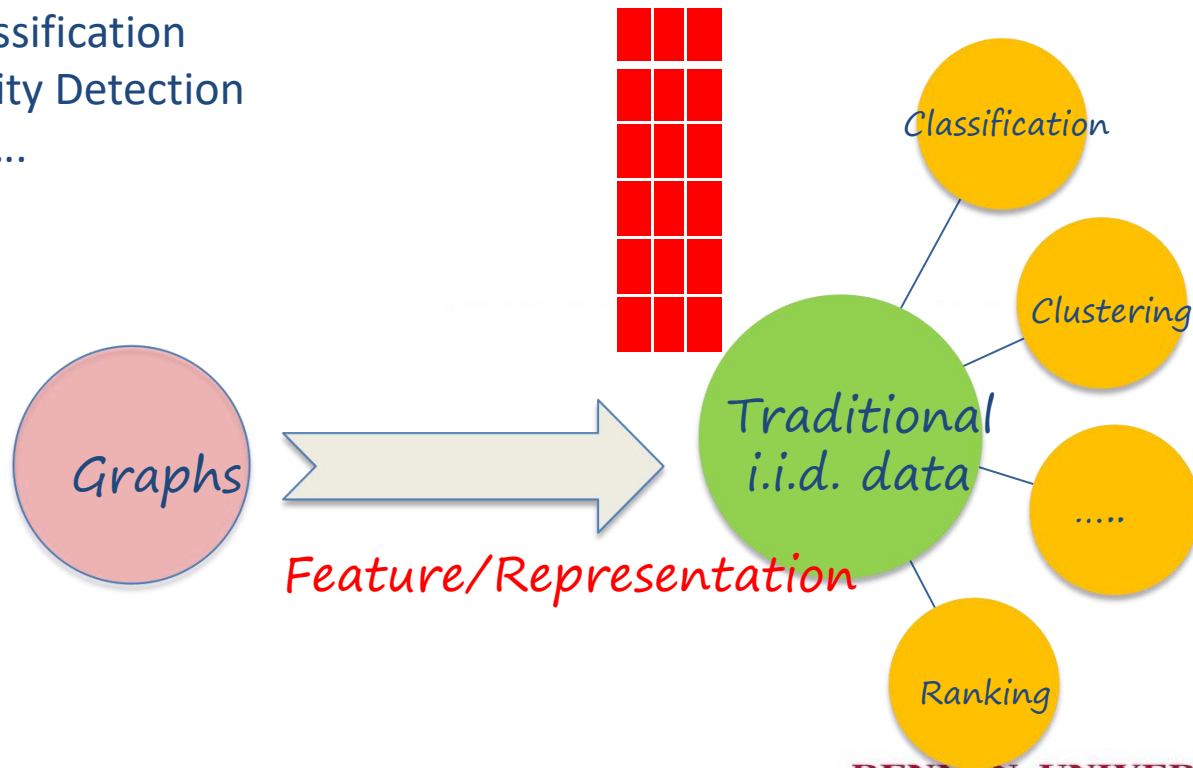 ssification
ity Detection
...
Classification
Clustering
Graphs
Traditional
i.i.d. data
.....
Feature/Representation
Ranking